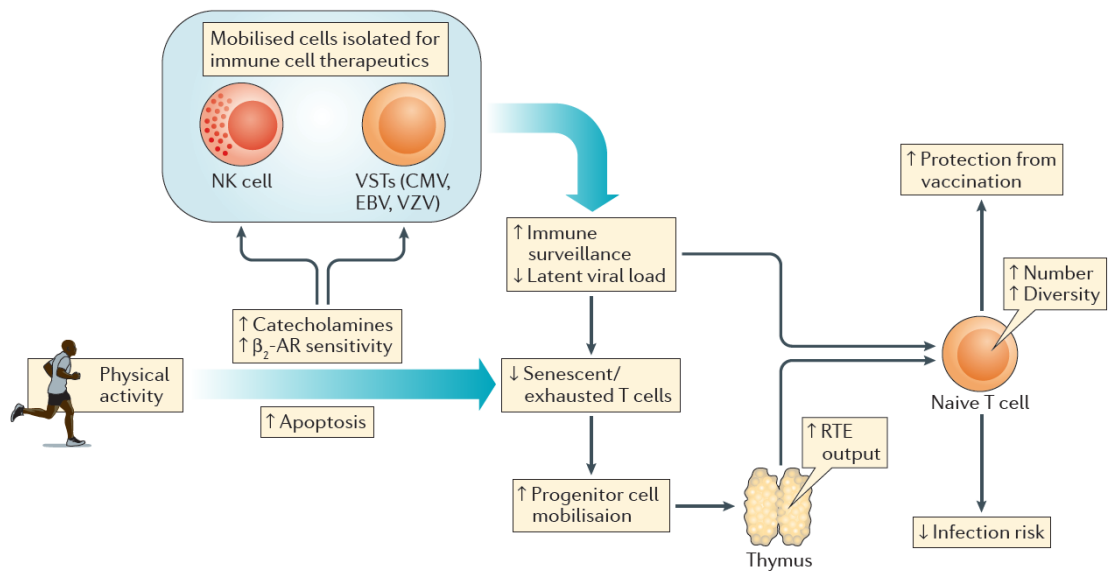 Mobilised cells isolated for
immune cell therapeutics
NK cell
VSTs (CMV,
EBV, VZV)
↑ Protection from
vaccination
↑ Immune
surveillance
↓ Latent viral load
↑ Number
↑ Diversity
↑ Catecholamines
↑ β₂-AR sensitivity
Physical
activity
↓ Senescent/
exhausted T cells
Naive T cell
↑ Apoptosis
↑ RTE
output
↑ Progenitor cell
mobilisaion
↓ Infection risk
Thymus